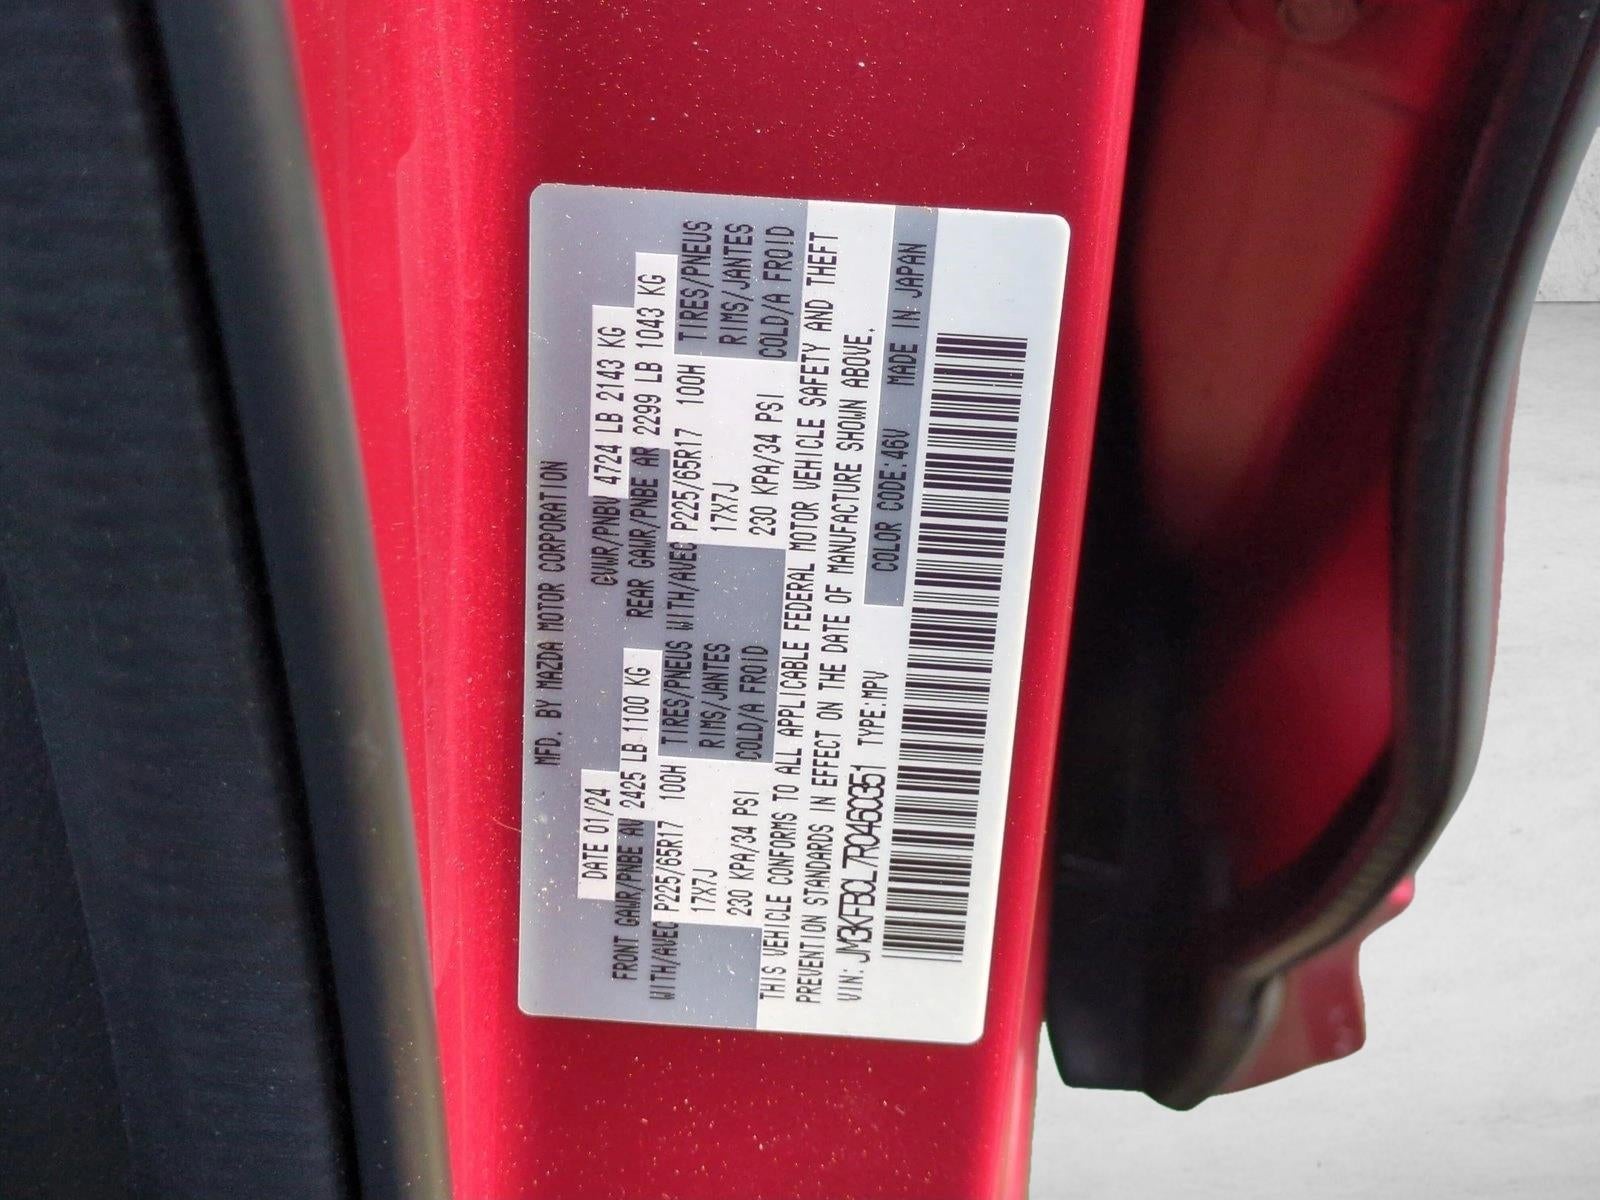 MFD. BY MAZDA MOTOR CORPORATION
DATE 01/24 GVWR/PNBV 4724 LB 2143 KG
FRONT GAWR/PNBE AV 2425 LB 1100 KG REAR GAWR/PNBE AR 2299 LB 1043 KG
WITH/AVEC P225/65R17 100H TIRES/PNEUS WITH/AVEC P225/65R17 100H TIRES/PNEUS
17X7J RIMS/JANTES 17X7J RIMS/JANTES
230 KPA/34 PSI COLD/A FROID 230 KPA/34 PSI COLD/A FROID
THIS VEHICLE CONFORMS TO ALL APPLICABLE FEDERAL MOTOR VEHICLE SAFETY AND THEFT
PREVENTION STANDARDS IN EFFECT ON THE DATE OF MANUFACTURE SHOWN ABOVE.
VIN: JM3KFBCL7R0460351 TYPE:MPV
COLOR CODE:46V MADE IN JAPAN